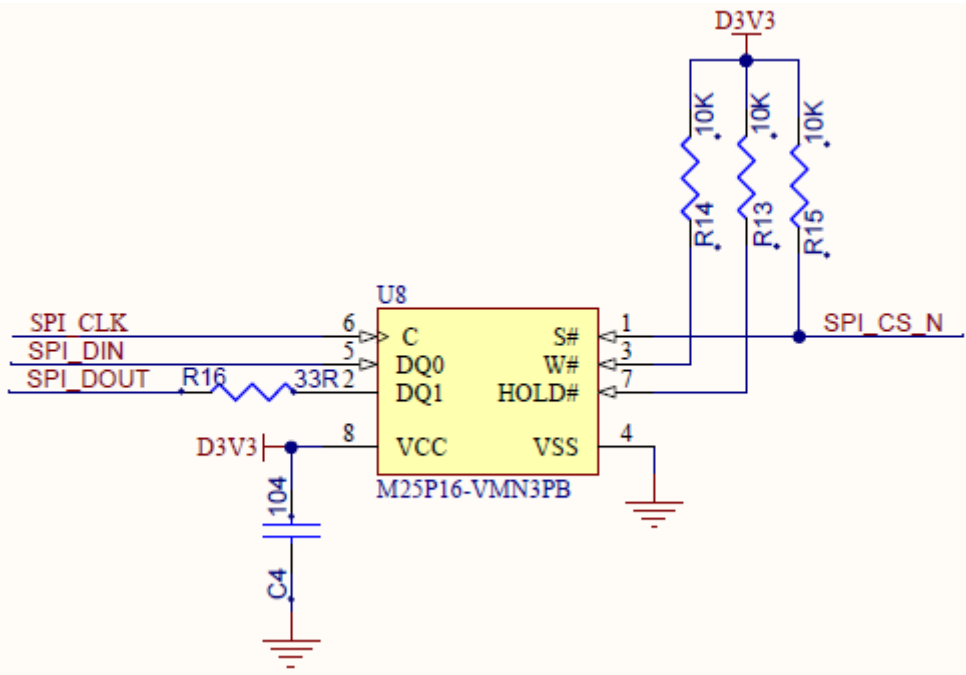 D3V3
10K
10K
10K
R14
R13
R15
U8
SPI_CLK
6
C
S#
1
SPI_CS_N
SPI_DIN
5
DQ0
W#
3
SPI_DOUT
R16
33R
2
DQ1
HOLD#
7
D3V3
8
VCC
VSS
4
M25P16-VMN3PB
104
C4